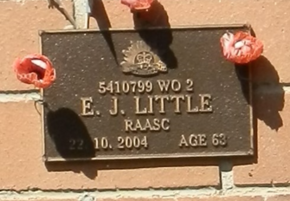 5410799 WO 2
E. J. LITTLE
RAASC
22.10.2004 AGE 63